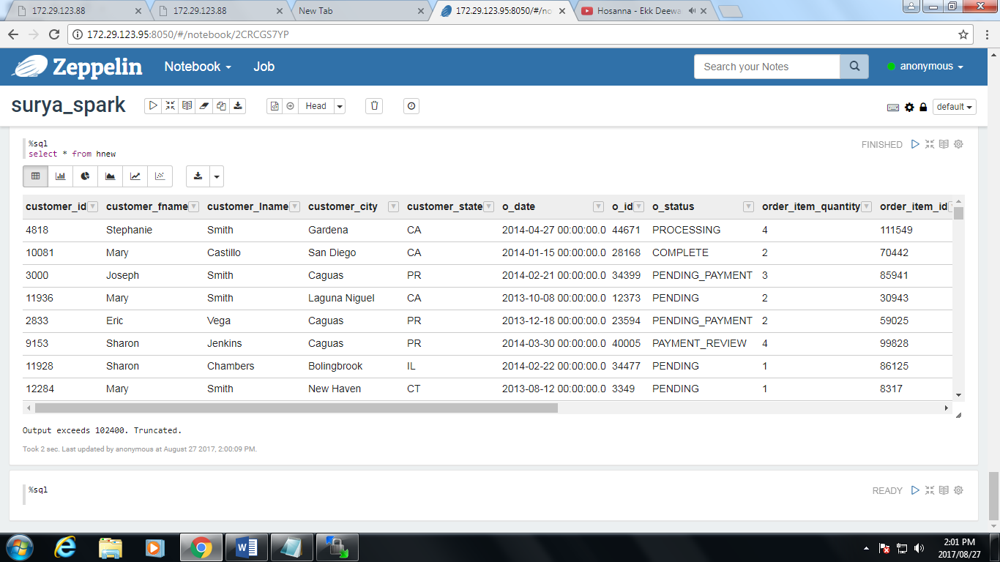 172.29.123.88
172.29.123.88
New Tab
172.29.123.95:8050/#/no
Hosanna - Ekk Deewa
172.29.123.95:8050/#/notebook/2CRCGS7YP
Zeppelin Notebook Job Search your Notes anonymous
surya_spark Head default
%sql FINISHED
select * from hnew
customer_id customer_fname customer_lname customer_city customer_state o_date o_id o_status order_item_quantity order_item_id
4818 Stephanie Smith Gardena CA 2014-04-27 00:00:00.0 44671 PROCESSING 4 111549
10081 Mary Castillo San Diego CA 2014-01-15 00:00:00.0 28168 COMPLETE 2 70442
3000 Joseph Smith Caguas PR 2014-02-21 00:00:00.0 34399 PENDING_PAYMENT 3 85941
11936 Mary Smith Laguna Niguel CA 2013-10-08 00:00:00.0 12373 PENDING 2 30943
2833 Eric Vega Caguas PR 2013-12-18 00:00:00.0 23594 PENDING_PAYMENT 2 59025
9153 Sharon Jenkins Caguas PR 2014-03-30 00:00:00.0 40005 PAYMENT_REVIEW 4 99828
11928 Sharon Chambers Bolingbrook IL 2014-02-22 00:00:00.0 34477 PENDING 1 86125
12284 Mary Smith New Haven CT 2013-08-12 00:00:00.0 3349 PENDING 1 8317
Output exceeds 102400. Truncated.
Took 2 sec. Last updated by anonymous at August 27 2017, 2:00:09 PM.
%sql READY
2:01 PM
2017/08/27